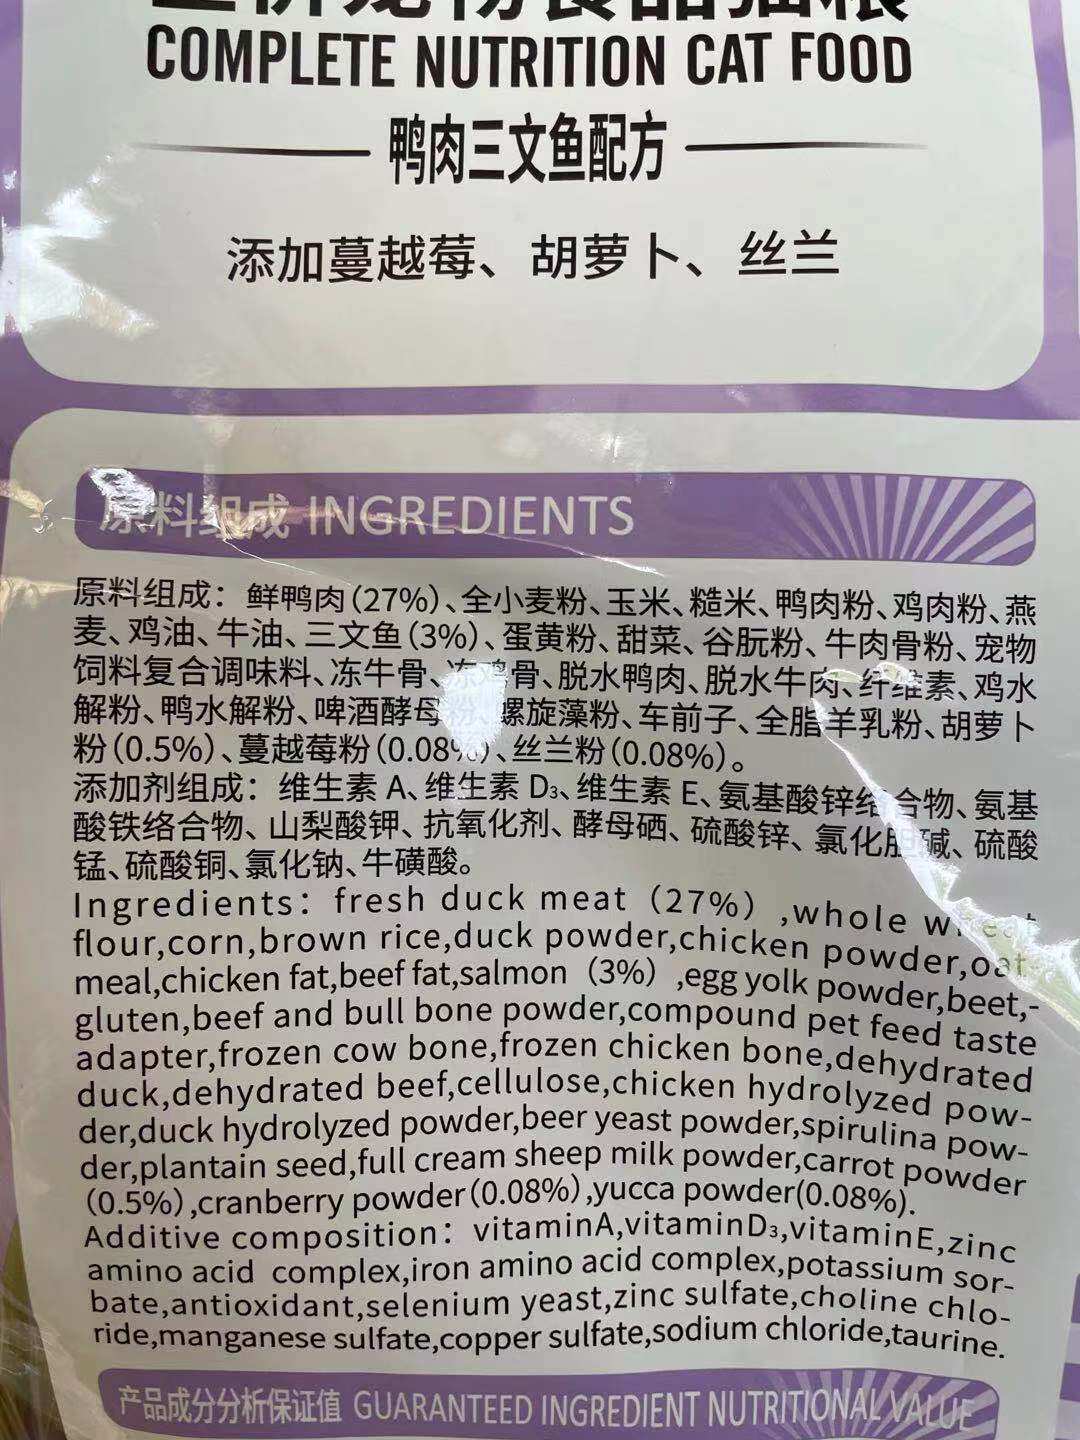 全价宠物食品猫粮
COMPLETE NUTRITION CAT FOOD
鸭肉三文鱼配方
添加蔓越莓、胡萝卜、丝兰
原料组成 INGREDIENTS
原料组成：鲜鸭肉(27%)、全小麦粉、玉米、糙米、鸭肉粉、鸡肉粉、燕
麦、鸡油、牛油、三文鱼(3%)、蛋黄粉、甜菜、谷朊粉、牛肉骨粉、宠物
饲料复合调味料、冻牛骨、冻鸡骨、脱水鸭肉、脱水牛肉、纤维素、鸡水
解粉、鸭水解粉、啤酒酵母粉、螺旋藻粉、车前子、全脂羊乳粉、胡萝卜
粉(0.5%)、蔓越莓粉(0.08%)、丝兰粉(0.08%)。
添加剂组成：维生素 A、维生素 D₃、维生素 E、氨基酸锌络合物、氨基
酸铁络合物、山梨酸钾、抗氧化剂、酵母硒、硫酸锌、氯化胆碱、硫酸
锰、硫酸铜、氯化钠、牛磺酸。
Ingredients: fresh duck meat (27%) ,whole wheat
flour,corn,brown rice,duck powder,chicken powder,oat-
meal,chicken fat,beef fat,salmon (3%) ,egg yolk powder,beet,-
gluten,beef and bull bone powder,compound pet feed taste
adapter,frozen cow bone,frozen chicken bone,dehydrated
duck,dehydrated beef,cellulose,chicken hydrolyzed pow-
der,duck hydrolyzed powder,beer yeast powder,spirulina pow-
der,plantain seed,full cream sheep milk powder,carrot powder
(0.5%),cranberry powder(0.08%),yucca powder(0.08%).
Additive composition: vitaminA,vitaminD₃,vitaminE,zinc
amino acid complex,iron amino acid complex,potassium sor-
bate,antioxidant,selenium yeast,zinc sulfate,choline chlo-
ride,manganese sulfate,copper sulfate,sodium chloride,taurine.
产品成分分析保证值 GUARANTEED INGREDIENT NUTRITIONAL VALUE